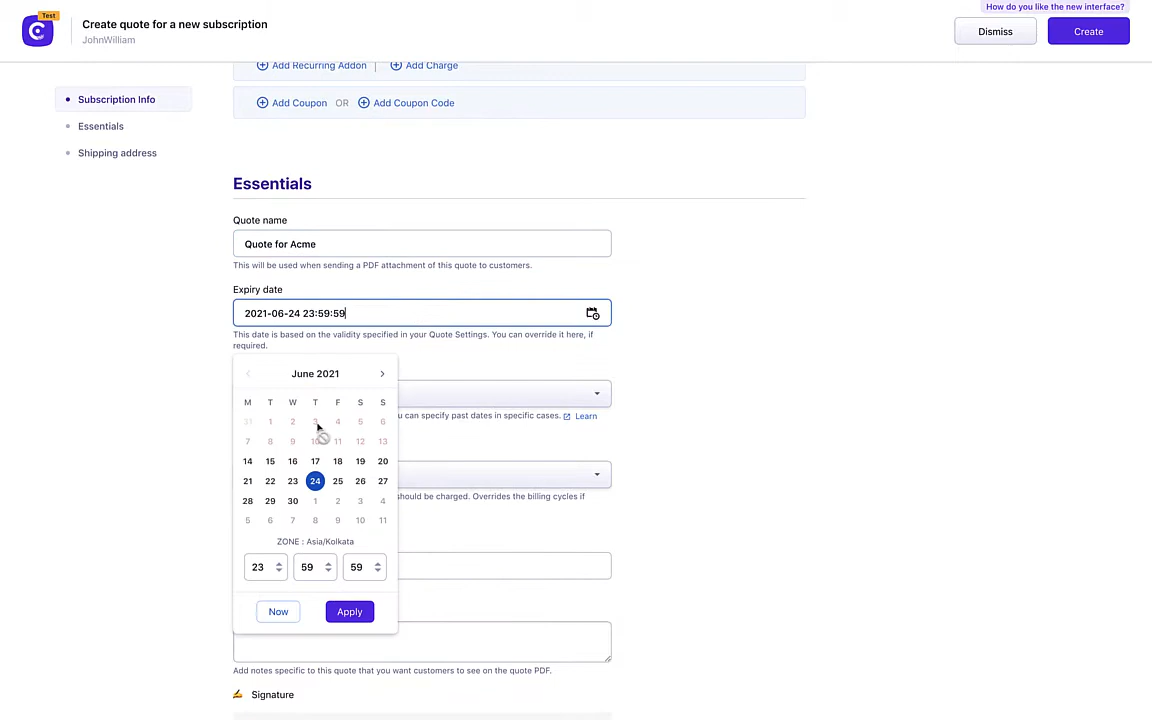 How do you like the new interface?
Test
Create quote for a new subscription
JohnWilliam
Dismiss
Create
Add Recurring Addon
Add Charge
Add Coupon OR Add Coupon Code
Subscription Info
Essentials
Shipping address
Essentials
Quote name
Quote for Acme
This will be used when sending a PDF attachment of this quote to customers.
Expiry date
2021-06-24 23:59:59
This date is based on the validity specified in your Quote Settings. You can override it here, if
required.
June 2021
M T W T F S S
31 1 2 3 4 5 6
7 8 9 10 11 12 13
14 15 16 17 18 19 20
21 22 23 24 25 26 27
28 29 30 1 2 3 4
5 6 7 8 9 10 11
ZONE : Asia/Kolkata
23 59 59
Now
Apply
u can specify past dates in specific cases. Learn
should be charged. Overrides the billing cycles if
Add notes specific to this quote that you want customers to see on the quote PDF.
Signature